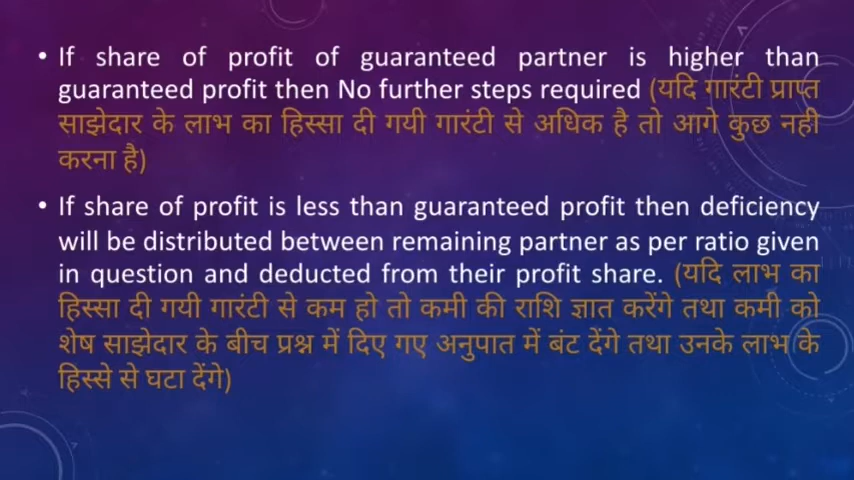 • If share of profit of guaranteed partner is higher than
guaranteed profit then No further steps required (यदि गारंटी प्राप्त
साझेदार के लाभ का हिस्सा दी गयी गारंटी से अधिक है तो आगे कुछ नही
करना है)
• If share of profit is less than guaranteed profit then deficiency
will be distributed between remaining partner as per ratio given
in question and deducted from their profit share. (यदि लाभ का
हिस्सा दी गयी गारंटी से कम हो तो कमी की राशि ज्ञात करेंगे तथा कमी को
शेष साझेदार के बीच प्रश्न में दिए गए अनुपात में बंट देंगे तथा उनके लाभ के
हिस्से से घटा देंगे)